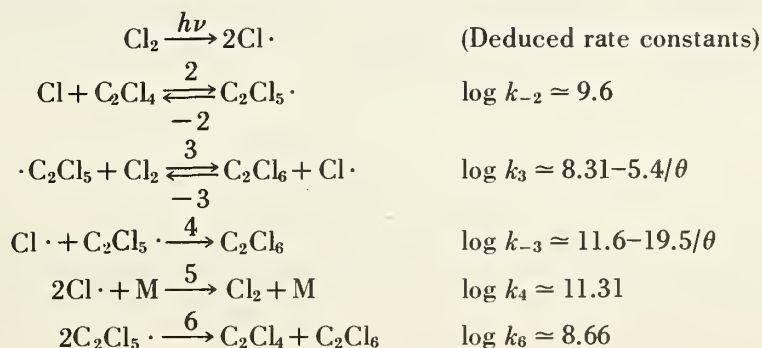 Cl₂ —hν→ 2Cl· (Deduced rate constants)
Cl + C₂Cl₄ ⇌ C₂Cl₅· 2 −2 log k₋₂ ≃ 9.6
·C₂Cl₅ + Cl₂ ⇌ C₂Cl₆ + Cl· 3 −3 log k₃ ≃ 8.31–5.4/θ
Cl· + C₂Cl₅· —4→ C₂Cl₆ log k₋₃ ≃ 11.6–19.5/θ
2Cl· + M —5→ Cl₂ + M log k₄ ≃ 11.31
2C₂Cl₅· —6→ C₂Cl₄ + C₂Cl₆ log k₆ ≃ 8.66